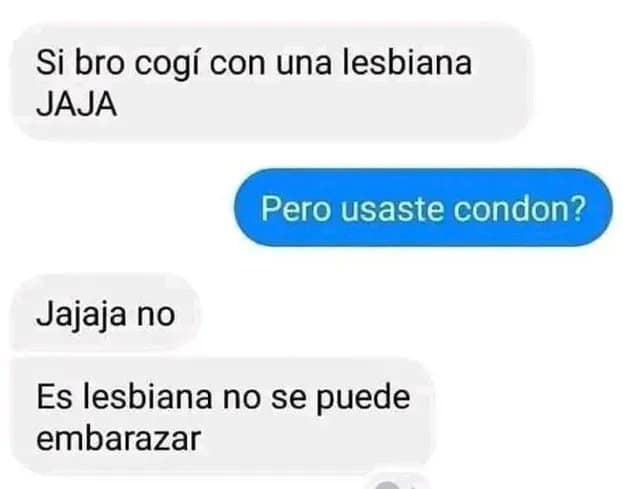 Si bro cogí con una lesbiana
JAJA
Pero usaste condon?
Jajaja no
Es lesbiana no se puede
embarazar